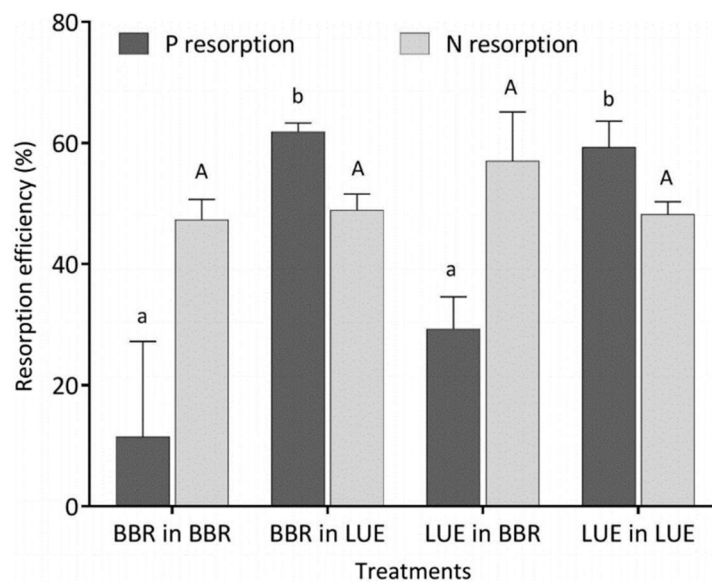 80
P resorption
N resorption
60
40
20
0
Resorption efficiency (%)
a
A
b
A
a
A
b
A
BBR in BBR
BBR in LUE
LUE in BBR
LUE in LUE
Treatments